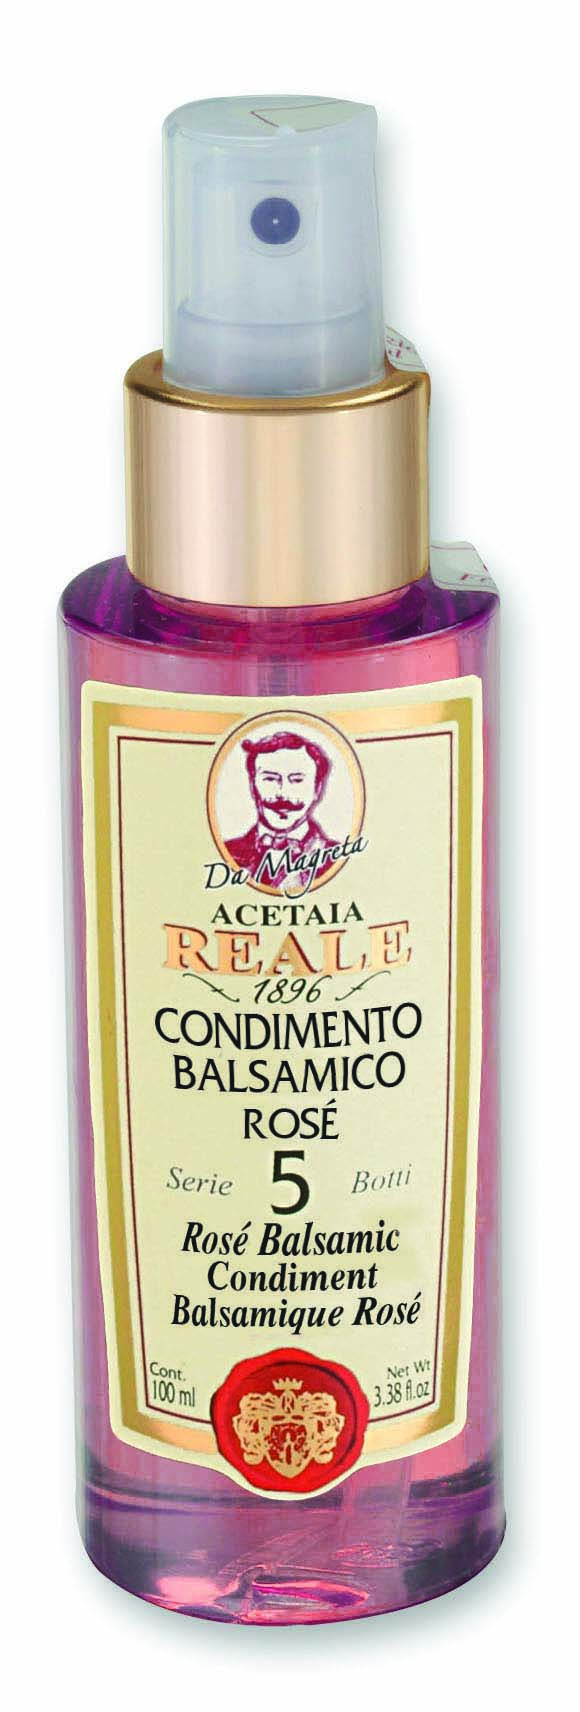 Da Magreta
ACETAIA
REALE
1896
CONDIMENTO
BALSAMICO
ROSÉ
Serie 5 Botti
Rosé Balsamic
Condiment
Balsamique Rosé
Cont. Net Wt
100 ml 3.38 fl.oz